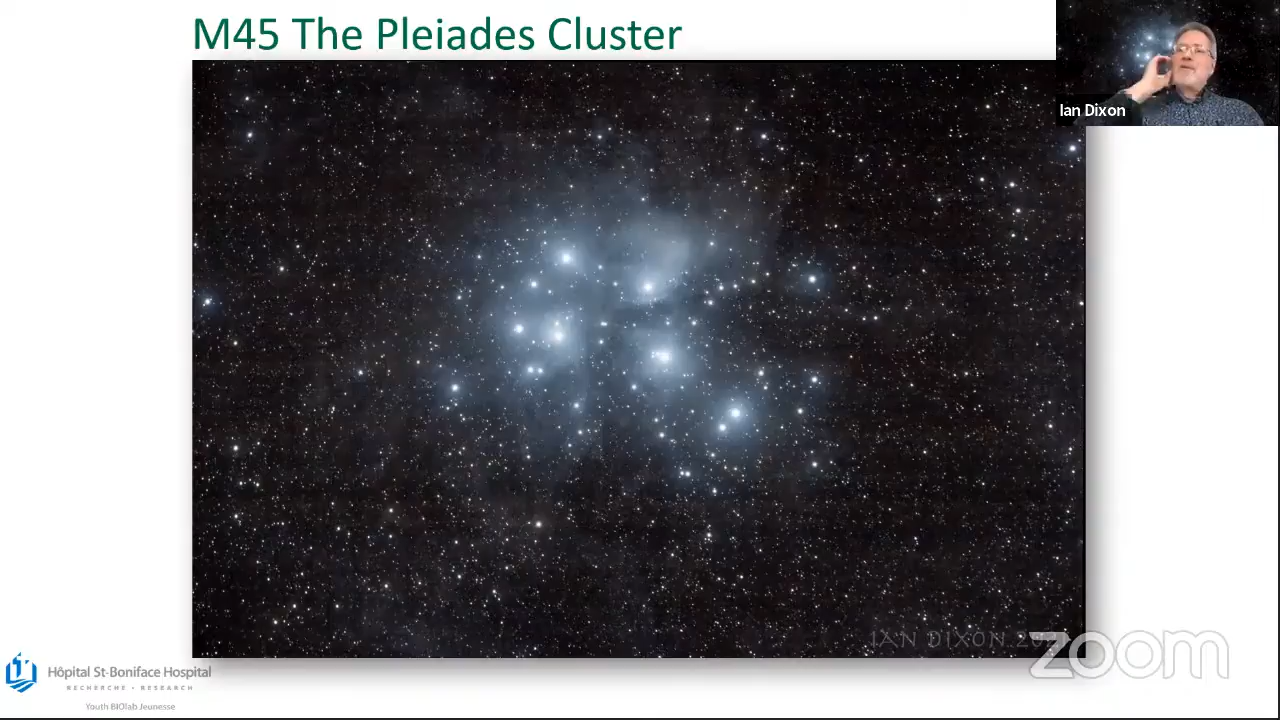 M45 The Pleiades Cluster
Ian Dixon
IAN DIXON
zoom
Hôpital St-Boniface Hospital
RECHERCHE • RESEARCH
Youth BIOlab Jeunesse